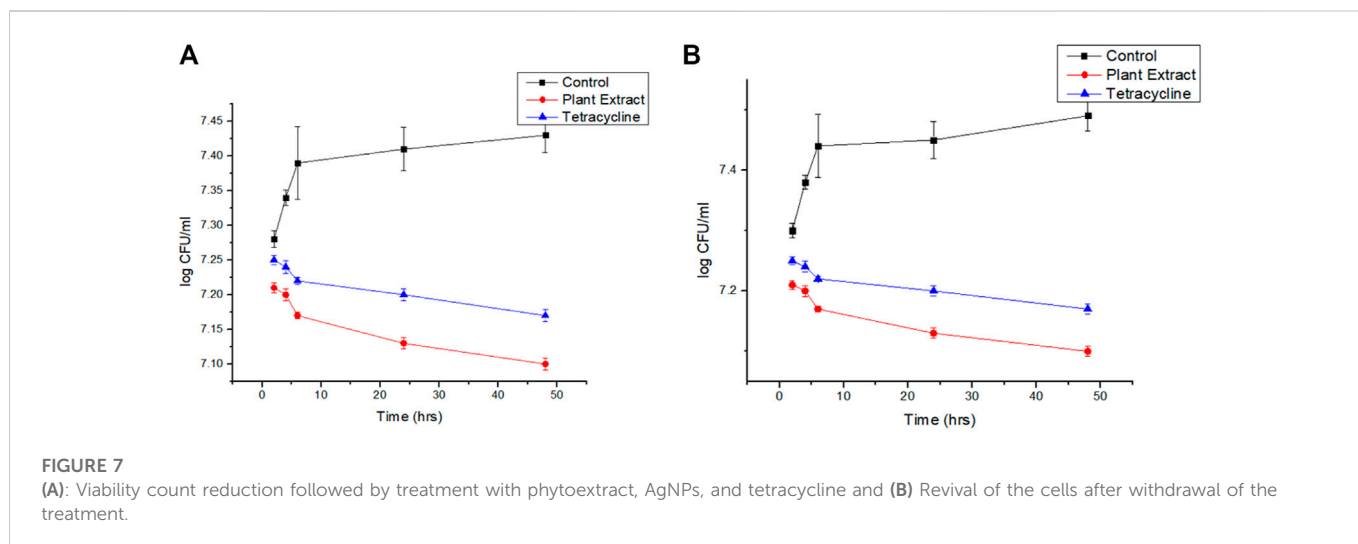 A
Control
Plant Extract
Tetracycline
7.45
7.40
7.35
7.30
7.25
7.20
7.15
7.10
log CFU/ml
0 10 20 30 40 50
Time (hrs)
B
Control
Plant Extract
Tetracycline
7.4
7.2
log CFU/ml
0 10 20 30 40 50
Time (hrs)
FIGURE 7
(A): Viability count reduction followed by treatment with phytoextract, AgNPs, and tetracycline and (B) Revival of the cells after withdrawal of the
treatment.